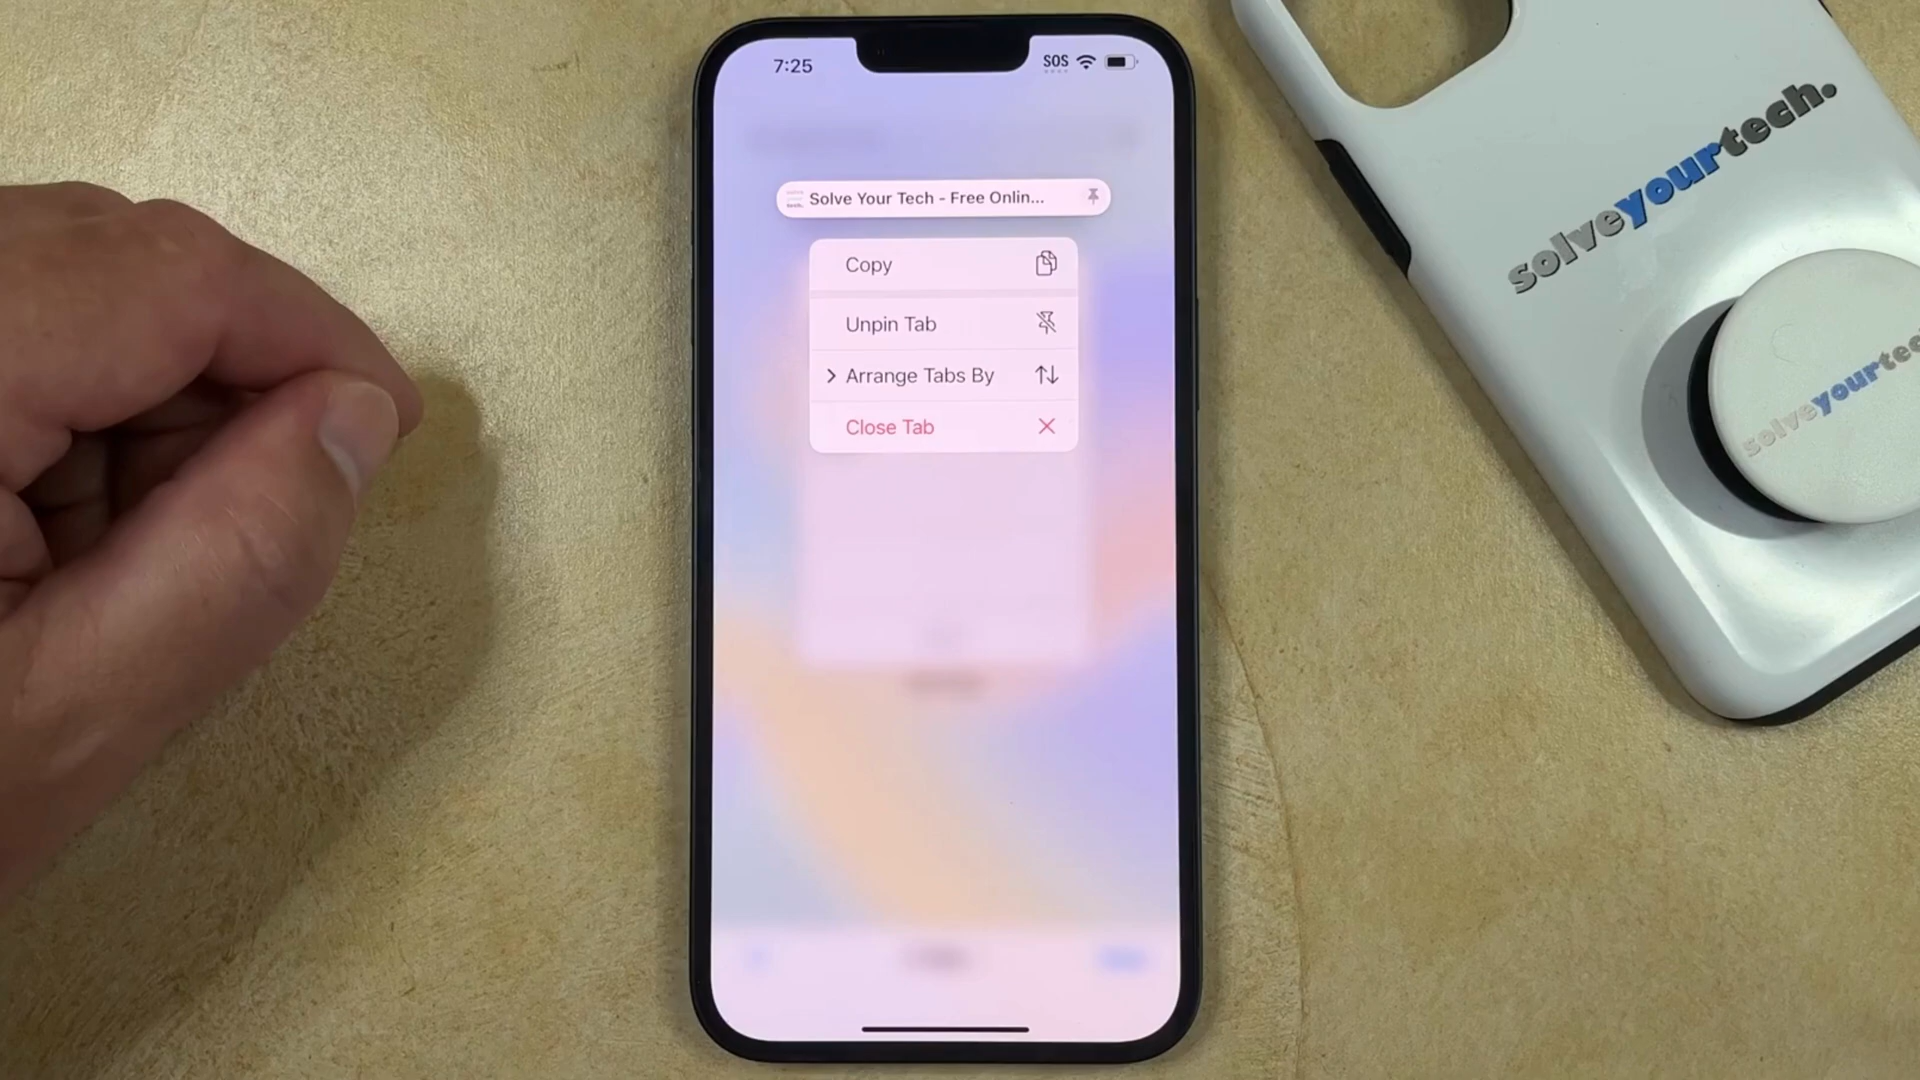 7:25
SOS
Solve Your Tech - Free Onlin...
Copy
Unpin Tab
Arrange Tabs By
Close Tab
solveyourtech.
solveyourtec